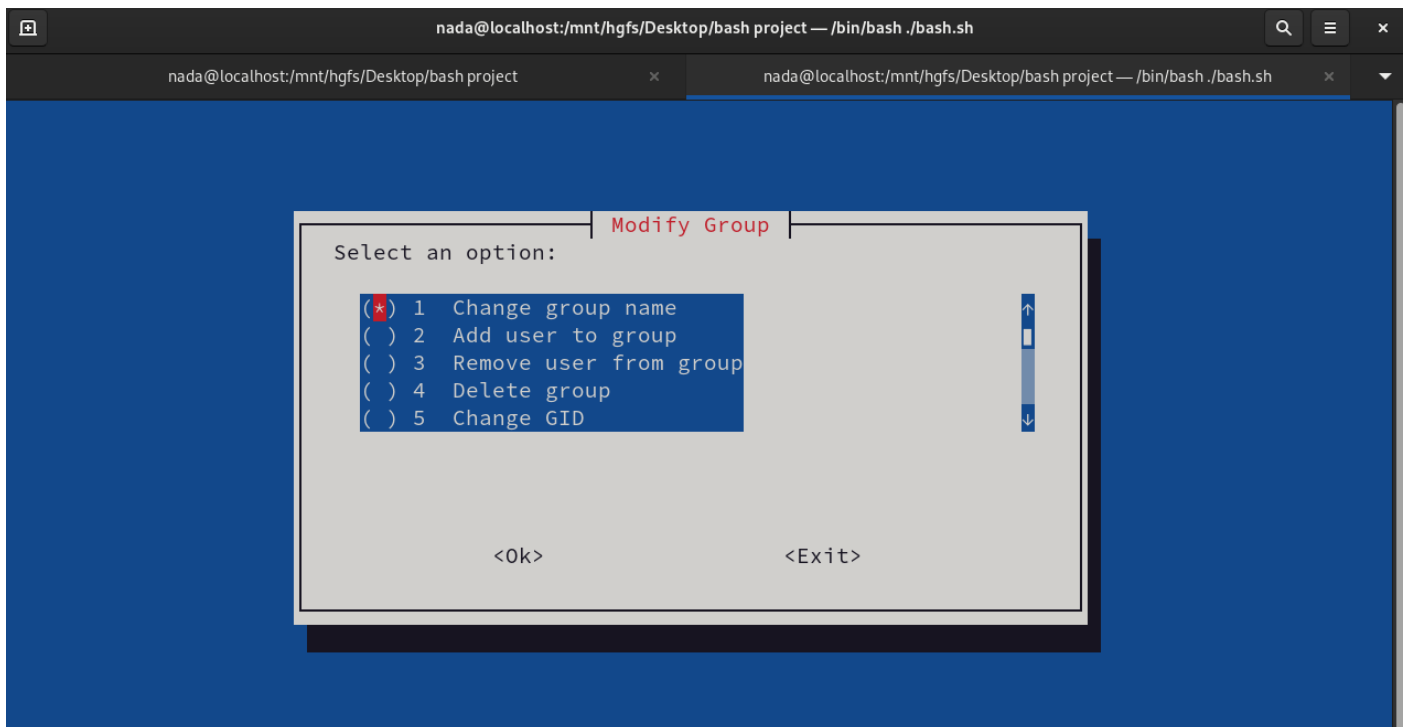 nada@localhost:/mnt/hgfs/Desktop/bash project — /bin/bash ./bash.sh
nada@localhost:/mnt/hgfs/Desktop/bash project × nada@localhost:/mnt/hgfs/Desktop/bash project — /bin/bash ./bash.sh ×
Modify Group
Select an option:
(*) 1 Change group name
( ) 2 Add user to group
( ) 3 Remove user from group
( ) 4 Delete group
( ) 5 Change GID
<Ok> <Exit>